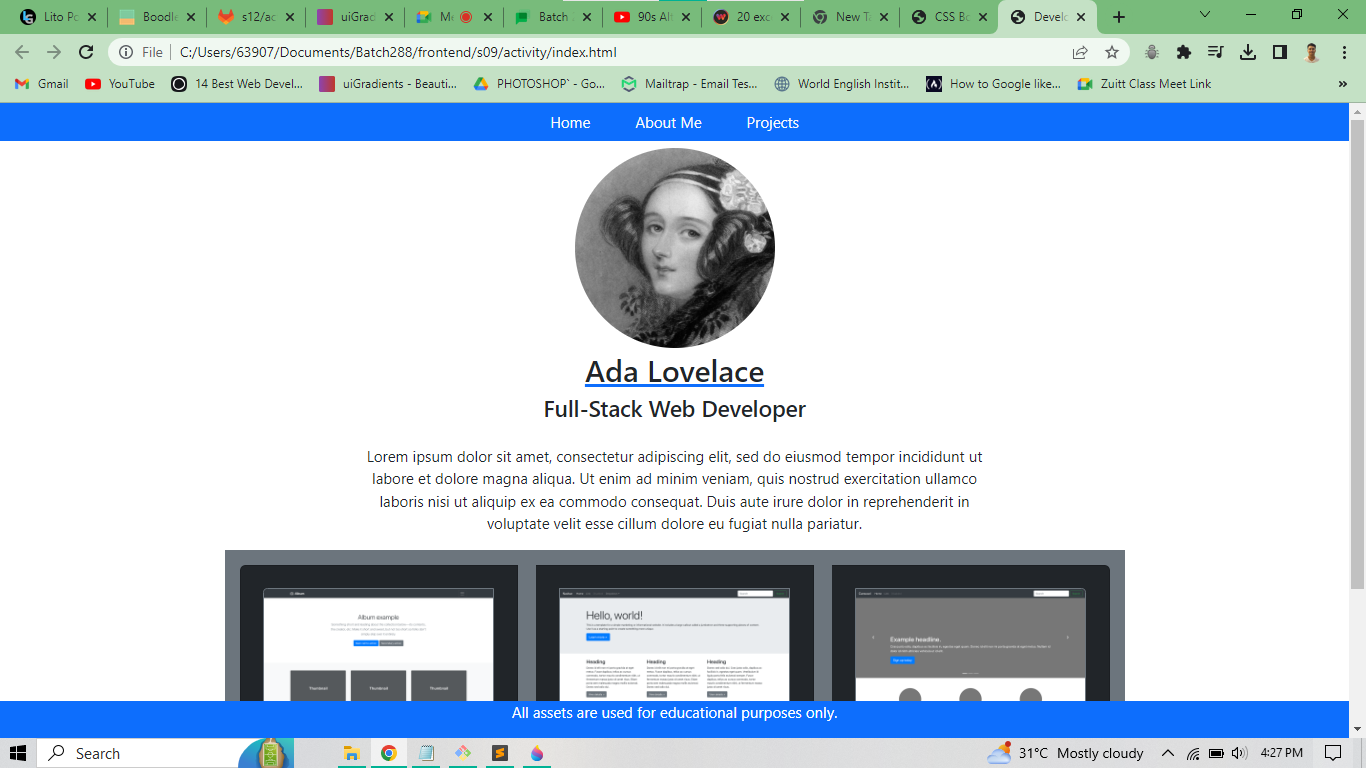 Lito Po
Boodle
s12/ac
uiGrad
Me
Batch
90s Alt
20 exc
New Ta
CSS Bo
Develo
File
C:/Users/63907/Documents/Batch288/frontend/s09/activity/index.html
Gmail
YouTube
14 Best Web Devel...
uiGradients - Beauti...
PHOTOSHOP` - Go...
Mailtrap - Email Tes...
World English Instit...
How to Google like...
Zuitt Class Meet Link
Home
About Me
Projects
Ada Lovelace
Full-Stack Web Developer
Lorem ipsum dolor sit amet, consectetur adipiscing elit, sed do eiusmod tempor incididunt ut
labore et dolore magna aliqua. Ut enim ad minim veniam, quis nostrud exercitation ullamco
laboris nisi ut aliquip ex ea commodo consequat. Duis aute irure dolor in reprehenderit in
voluptate velit esse cillum dolore eu fugiat nulla pariatur.
Album
Album example
Thumbnail
Thumbnail
Thumbnail
Hello, world!
Heading
Heading
Heading
Example headline.
All assets are used for educational purposes only.
Search
31°C Mostly cloudy
4:27 PM